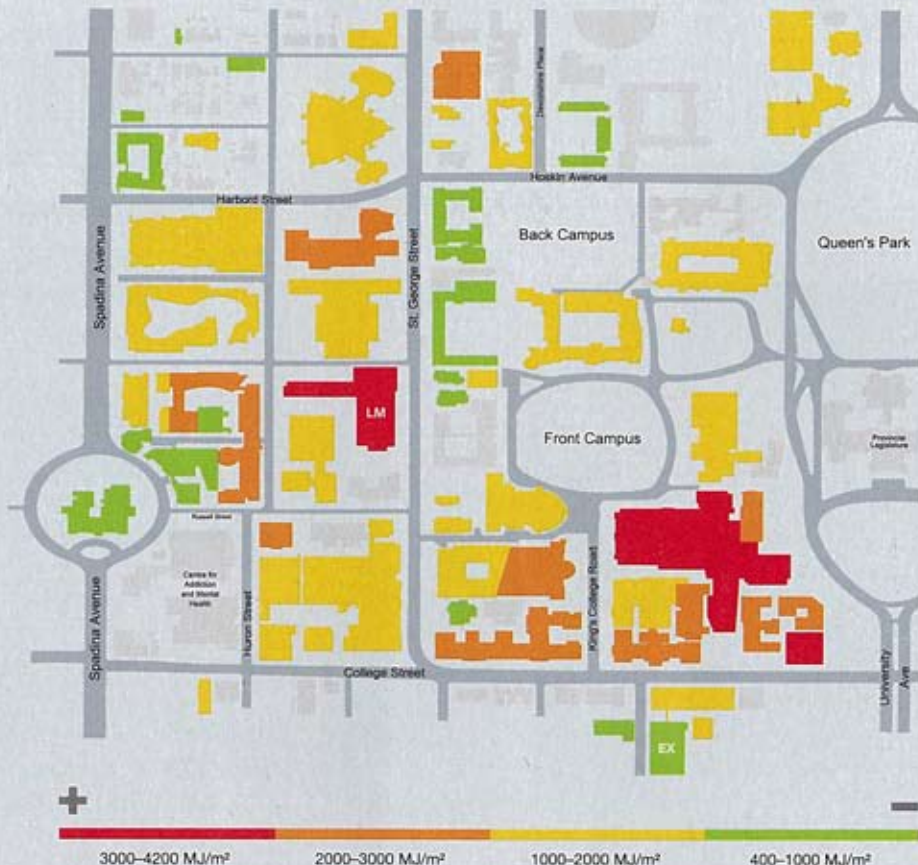 Devonshire Place
Hoskin Avenue
Harbord Street
Back Campus
Queen's Park
Spadina Avenue
St. George Street
LM
Front Campus
Provincial
Legislature
Russell Street
Centre for
Addiction
and Mental
Health
King's College Road
Huron Street
Spadina Avenue
College Street
University
Ave
EX
+
−
3000–4200 MJ/m²
2000–3000 MJ/m²
1000–2000 MJ/m²
400–1000 MJ/m²